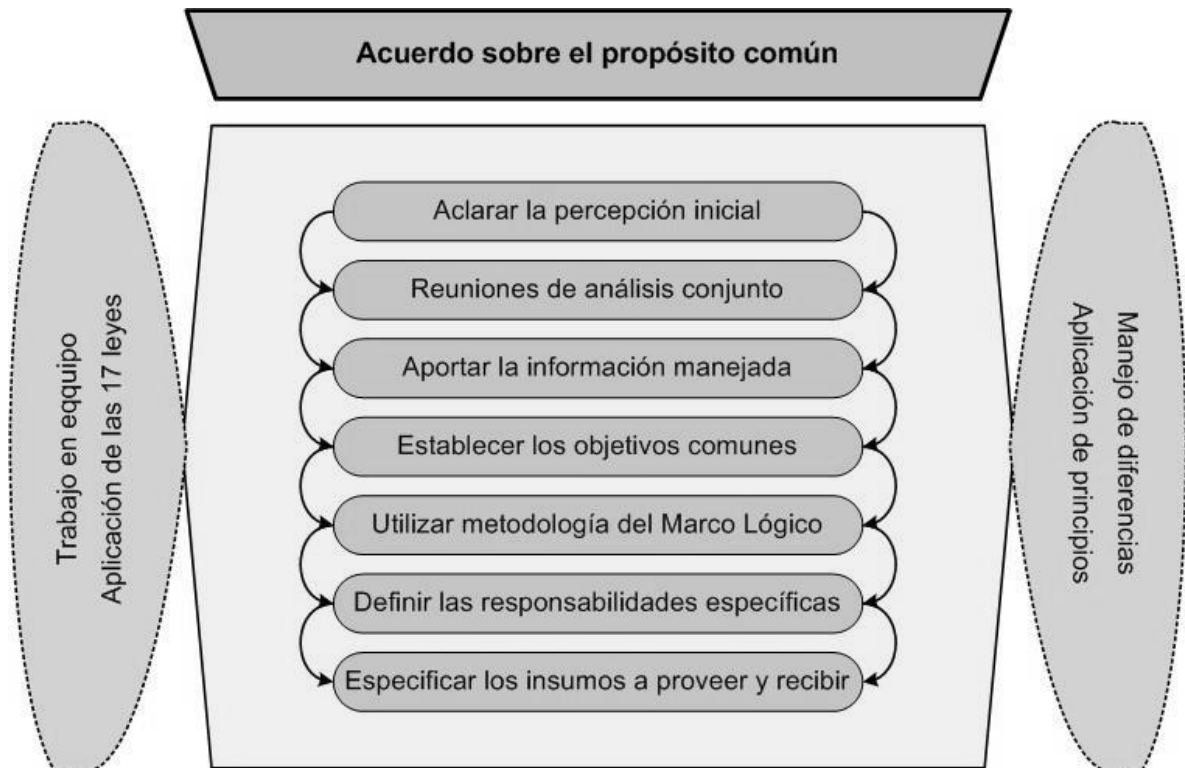 Acuerdo sobre el propósito común
Trabajo en eqquipo
Aplicación de las 17 leyes
Aclarar la percepción inicial
Reuniones de análisis conjunto
Aportar la información manejada
Establecer los objetivos comunes
Utilizar metodología del Marco Lógico
Definir las responsabilidades específicas
Especificar los insumos a proveer y recibir
Manejo de diferencias
Aplicación de principios